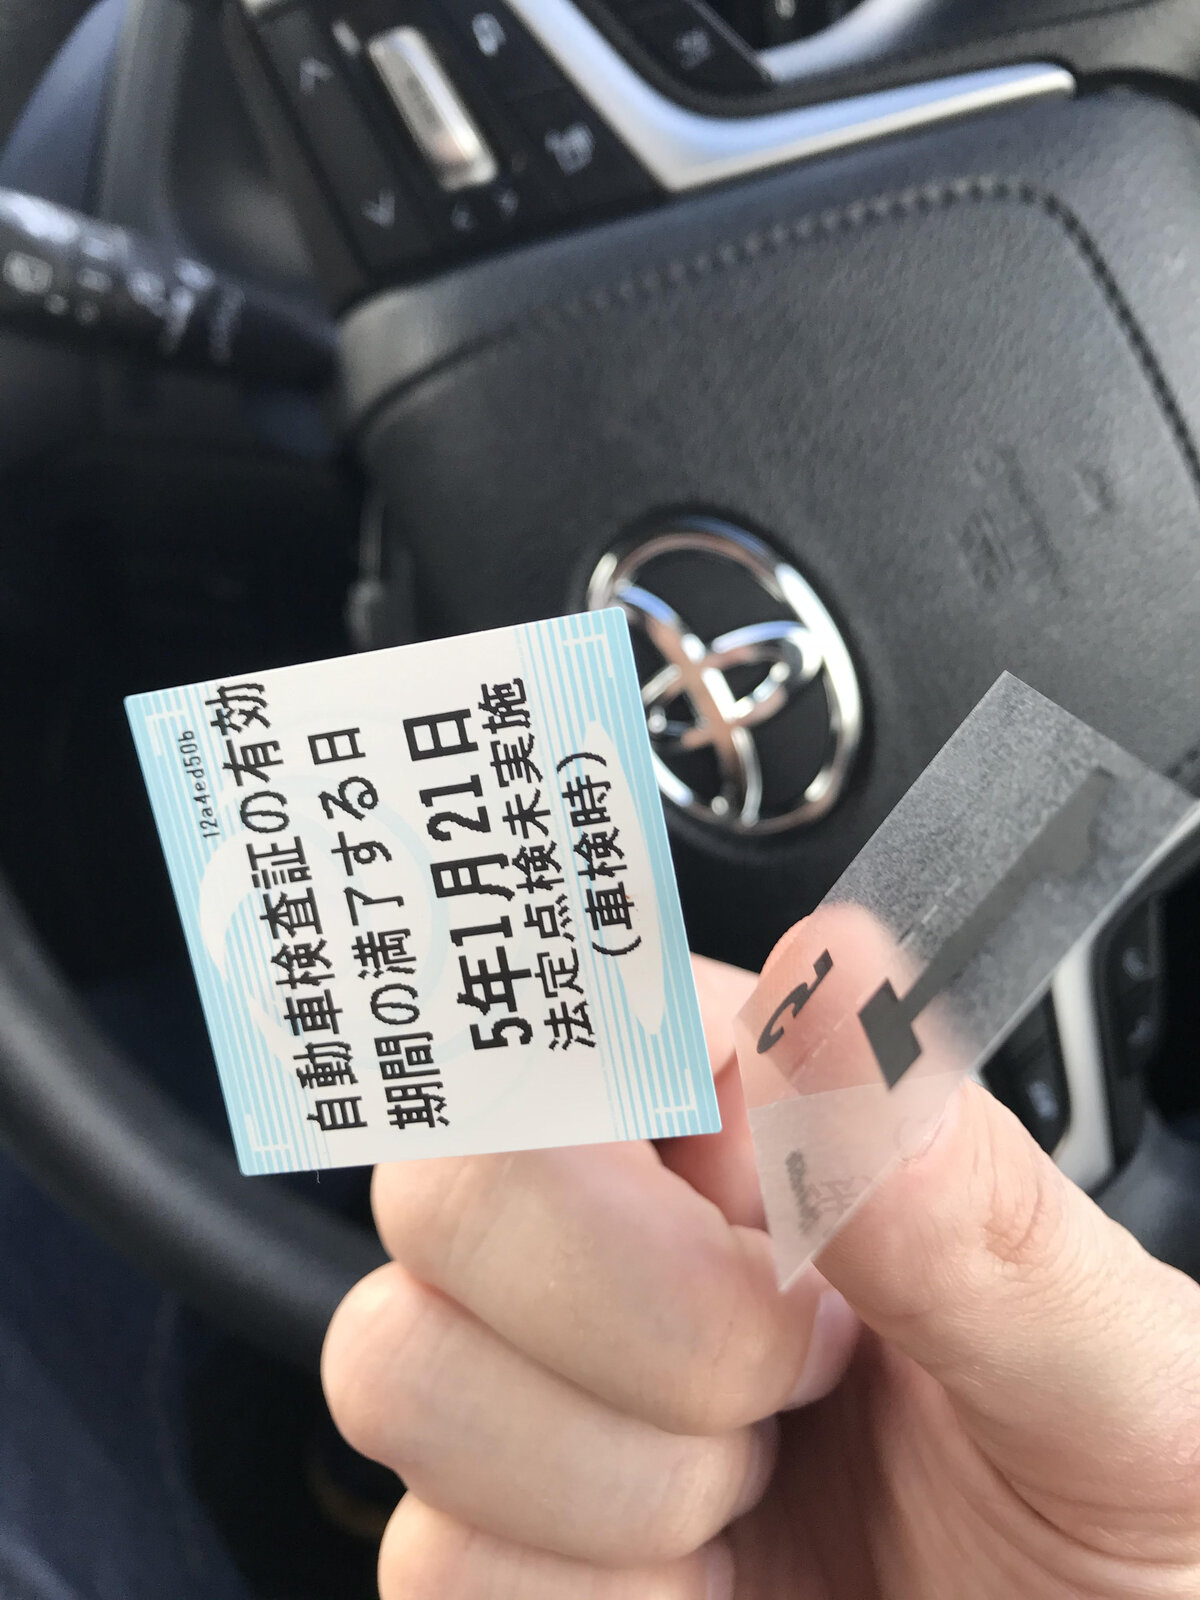 12a4ed50b
自動車検査証の有効
期間の満了する日
5年1月21日
法定点検未実施
(車検時)